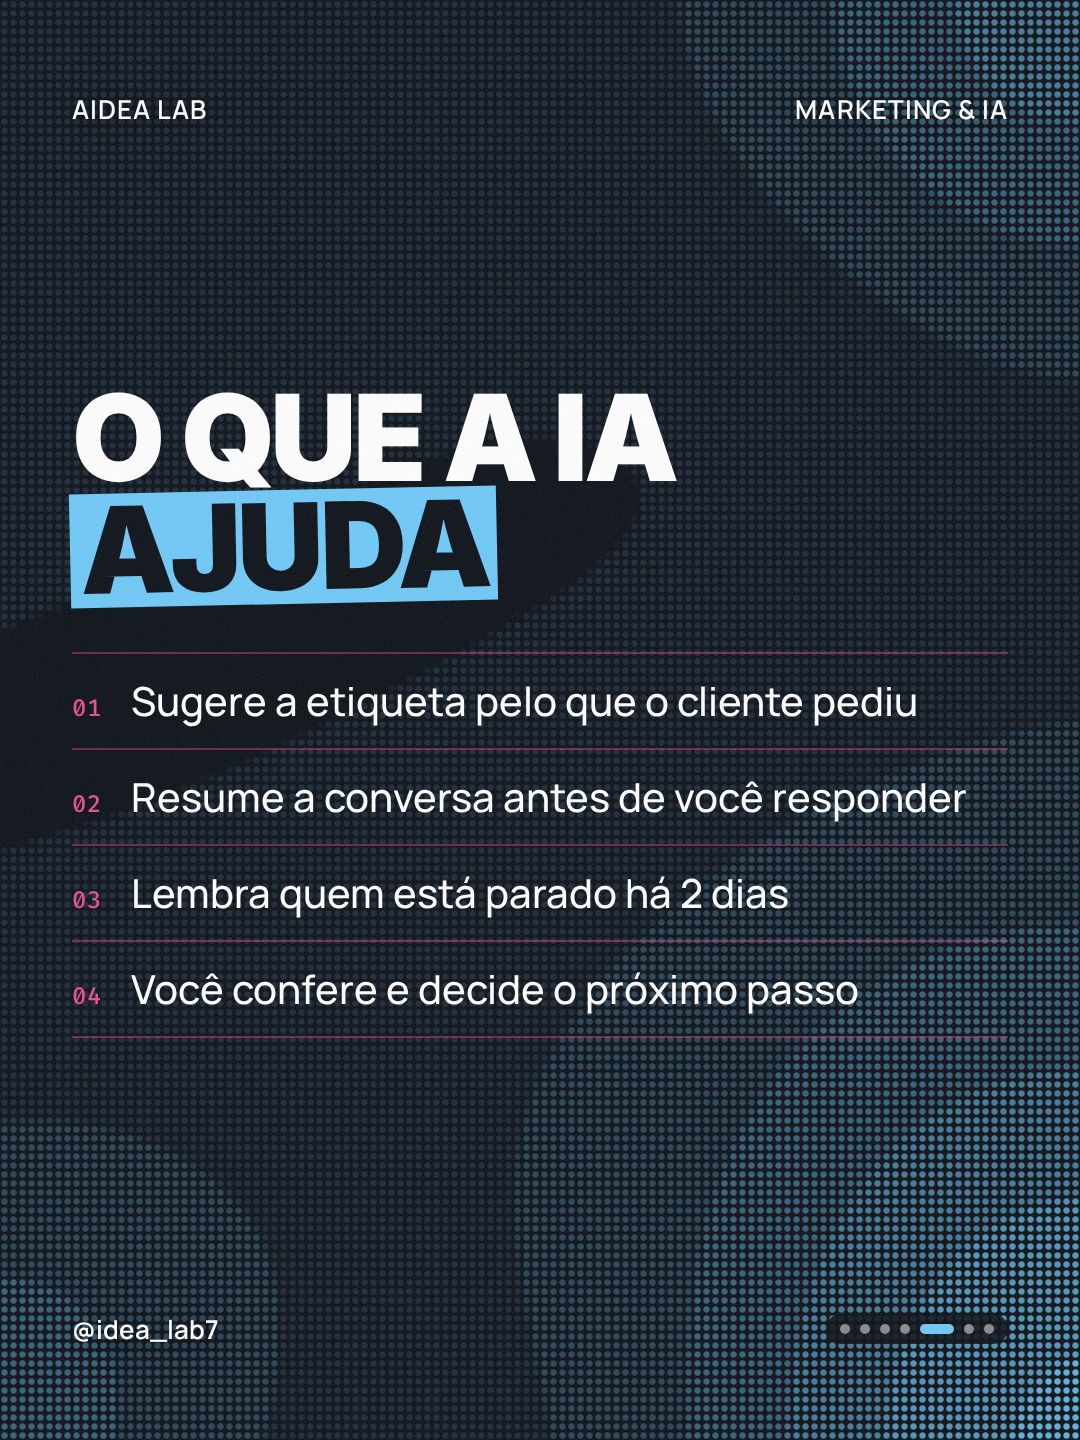 AIDEA LAB
MARKETING & IA
O QUE A IA
AJUDA
01 Sugere a etiqueta pelo que o cliente pediu
02 Resume a conversa antes de você responder
03 Lembra quem está parado há 2 dias
04 Você confere e decide o próximo passo
@idea_lab7